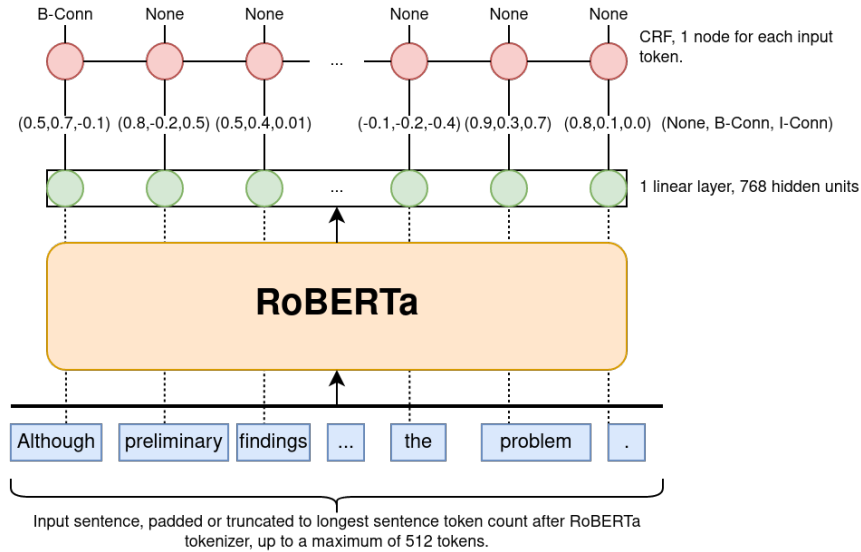 B-Conn None None None None None
CRF, 1 node for each input
token.
...
(0.5,0.7,-0.1) (0.8,-0.2,0.5) (0.5,0.4,0.01) (-0.1,-0.2,-0.4) (0.9,0.3,0.7) (0.8,0.1,0.0) (None, B-Conn, I-Conn)
... 1 linear layer, 768 hidden units
RoBERTa
Although preliminary findings ... the problem .
Input sentence, padded or truncated to longest sentence token count after RoBERTa
tokenizer, up to a maximum of 512 tokens.